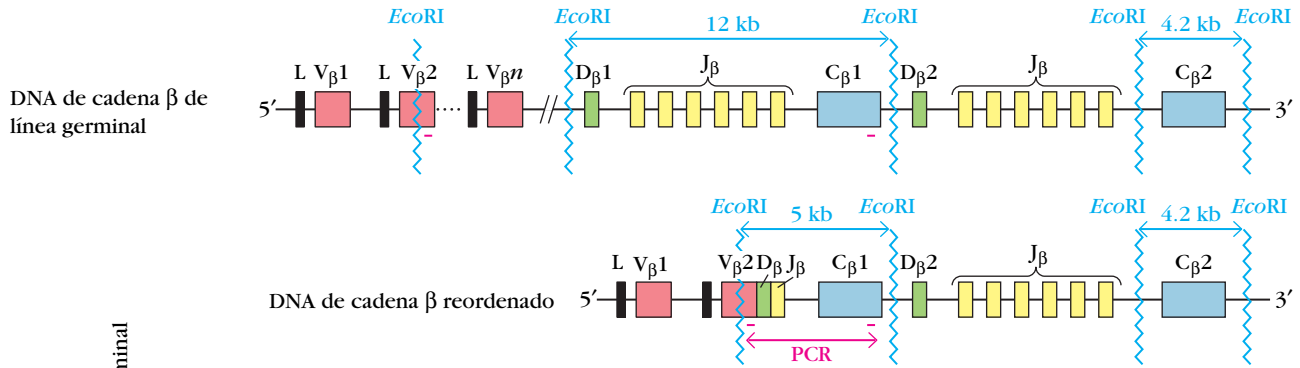 EcoRI EcoRI 12 kb EcoRI EcoRI 4.2 kb EcoRI
L Vβ1 L Vβ2 L Vβn Dβ1 Jβ Cβ1 Dβ2 Jβ Cβ2
DNA de cadena β de
línea germinal
5′ 3′
EcoRI 5 kb EcoRI EcoRI 4.2 kb EcoRI
L Vβ1 Vβ2 Dβ Jβ Cβ1 Dβ2 Jβ Cβ2
DNA de cadena β reordenado 5′ 3′
PCR
minal